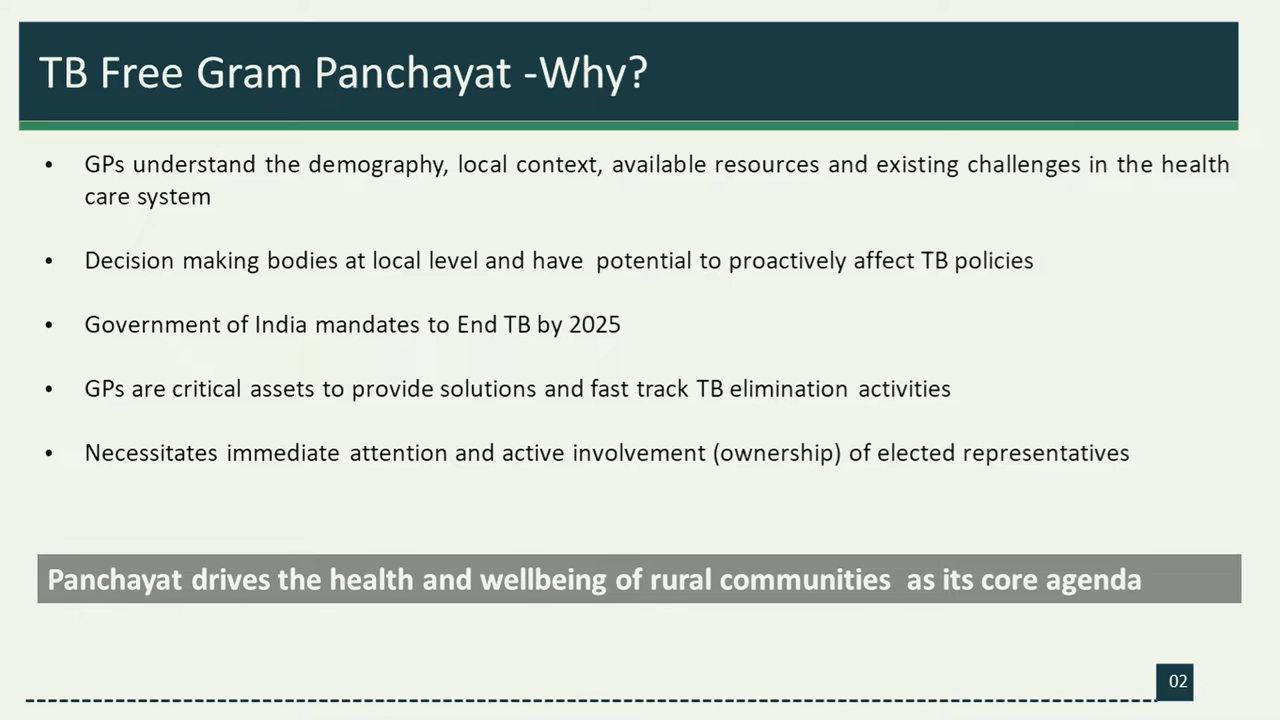 TB Free Gram Panchayat -Why?
• GPs understand the demography, local context, available resources and existing challenges in the health
care system
• Decision making bodies at local level and have potential to proactively affect TB policies
• Government of India mandates to End TB by 2025
• GPs are critical assets to provide solutions and fast track TB elimination activities
• Necessitates immediate attention and active involvement (ownership) of elected representatives
Panchayat drives the health and wellbeing of rural communities as its core agenda
02